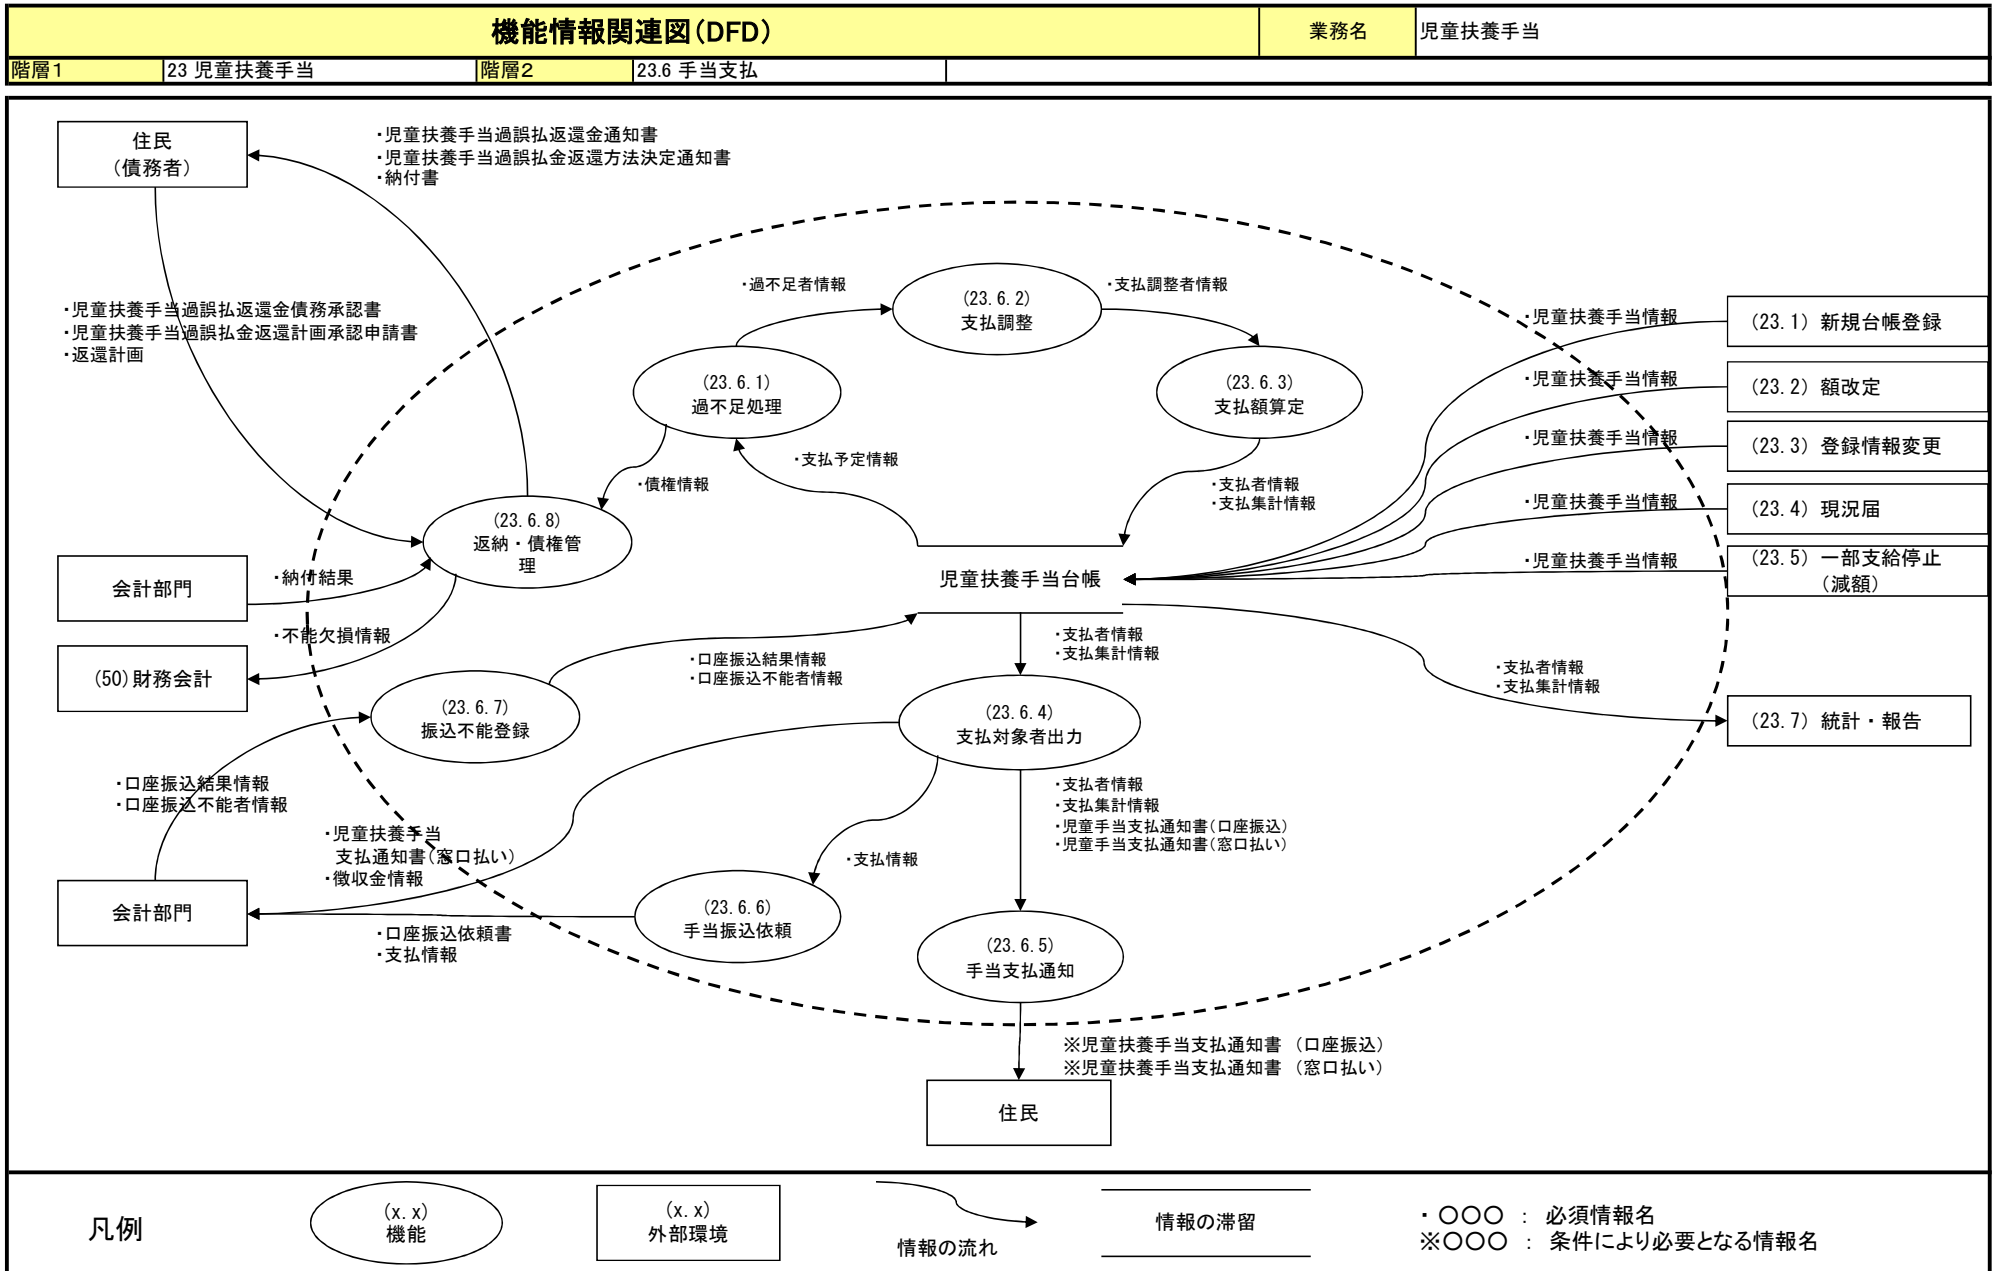 機能情報関連図(DFD)
業務名
児童扶養手当
階層１
23 児童扶養手当
階層２
23.6 手当支払
住民
（債務者）
・児童扶養手当過誤払返還金通知書
・児童扶養手当過誤払金返還方法決定通知書
・納付書
・児童扶養手当過誤払返還金債務承認書
・児童扶養手当過誤払金返還計画承認申請書
・返還計画
・過不足者情報
(23.6.2)
支払調整
・支払調整者情報
(23.6.1)
過不足処理
(23.6.3)
支払額算定
・児童扶養手当情報
(23.1) 新規台帳登録
・児童扶養手当情報
(23.2) 額改定
・児童扶養手当情報
(23.3) 登録情報変更
・児童扶養手当情報
(23.4) 現況届
・児童扶養手当情報
(23.5) 一部支給停止
（減額）
・債権情報
・支払予定情報
・支払者情報
・支払集計情報
(23.6.8)
返納・債権管
理
児童扶養手当台帳
会計部門
・納付結果
・不能欠損情報
(50)財務会計
(23.6.7)
振込不能登録
・口座振込結果情報
・口座振込不能者情報
・支払者情報
・支払集計情報
(23.6.4)
支払対象者出力
・支払者情報
・支払集計情報
(23.7) 統計・報告
・口座振込結果情報
・口座振込不能者情報
・児童扶養手当
支払通知書（窓口払い）
・徴収金情報
・支払情報
・支払者情報
・支払集計情報
・児童手当支払通知書（口座振込）
・児童手当支払通知書（窓口払い）
会計部門
(23.6.6)
手当振込依頼
・口座振込依頼書
・支払情報
(23.6.5)
手当支払通知
※児童扶養手当支払通知書 （口座振込）
※児童扶養手当支払通知書 （窓口払い）
住民
凡例
(x.x)
機能
(x.x)
外部環境
情報の流れ
情報の滞留
・ 〇〇〇 ： 必須情報名
※〇〇〇 ： 条件により必要となる情報名